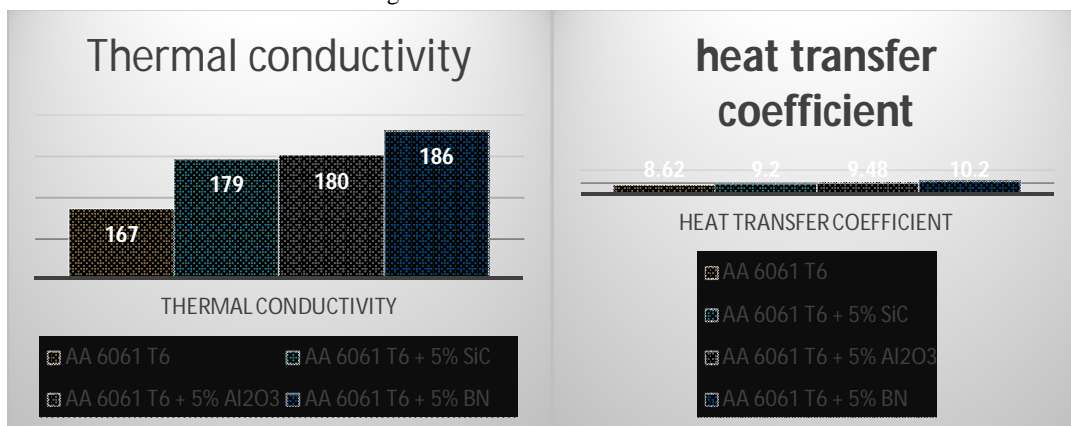 Thermal conductivity
167
179
180
186
THERMAL CONDUCTIVITY
AA 6061 T6
AA 6061 T6 + 5% SiC
AA 6061 T6 + 5% Al2O3
AA 6061 T6 + 5% BN
heat transfer
coefficient
8.62
9.2
9.48
10.2
HEAT TRANSFER COEFFICIENT
AA 6061 T6
AA 6061 T6 + 5% SiC
AA 6061 T6 + 5% Al2O3
AA 6061 T6 + 5% BN